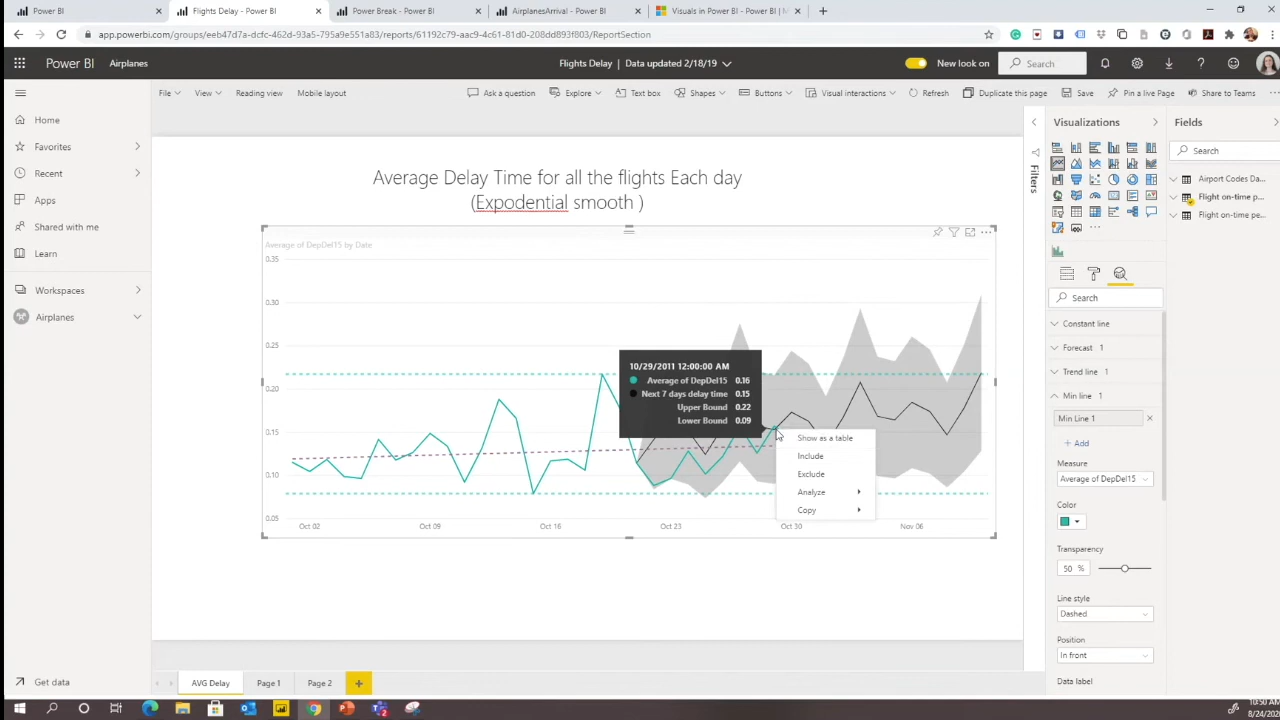 Power BI
Flights Delay - Power BI
Power Break - Power BI
AirplanesArrival - Power BI
Visuals in Power BI - Power BI | M
app.powerbi.com/groups/eeb47d7a-dcfc-462d-93a5-795a9e551a83/reports/61192c79-aac9-4c61-81d0-208dd893f803/ReportSection
Power BI Airplanes
Flights Delay | Data updated 2/18/19
New look on
Search
File View Reading view Mobile layout
Ask a question Explore Text box Shapes Buttons Visual interactions Refresh Duplicate this page Save Pin a live Page Share to Teams
Home
Favorites
Recent
Apps
Shared with me
Learn
Workspaces
Airplanes
Get data
Average Delay Time for all the flights Each day
(Expodential smooth )
Average of DepDel15 by Date
0.35
0.30
0.25
0.20
0.15
0.10
0.05
Oct 02 Oct 09 Oct 16 Oct 23 Oct 30 Nov 06
10/29/2011 12:00:00 AM
Average of DepDel15 0.16
Next 7 days delay time 0.15
Upper Bound 0.22
Lower Bound 0.09
Show as a table
Include
Exclude
Analyze
Copy
AVG Delay Page 1 Page 2
Filters
Visualizations
Search
Constant line
Forecast 1
Trend line 1
Min line 1
Min Line 1
+ Add
Measure
Average of DepDel15
Color
Transparency
50 %
Line style
Dashed
Position
In front
Data label
Fields
Search
Airport Codes Da...
Flight on-time p...
Flight on-time pe...
10:50 AM